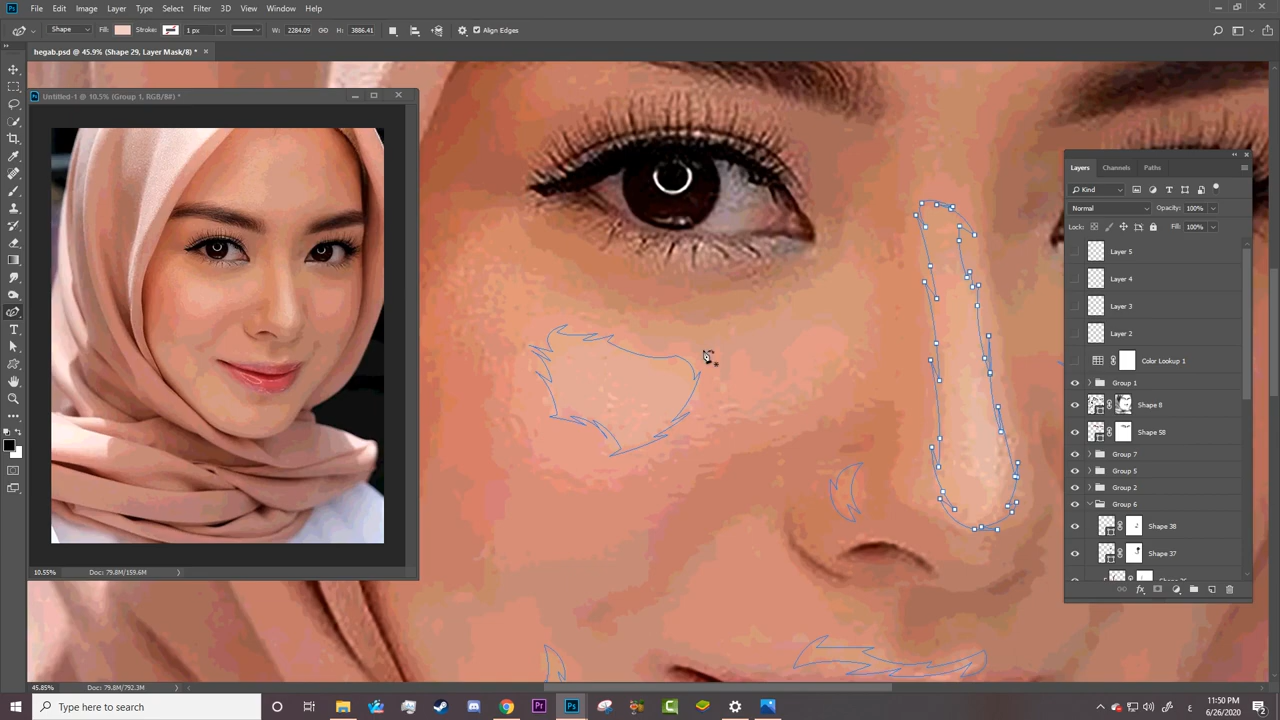 File Edit Image Layer Type Select Filter 3D View Window Help
Shape Fill: Stroke: 1 px W: 2284.09 H: 3886.41 Align Edges
hegab.psd @ 45.9% (Shape 29, Layer Mask/8) * ×
Untitled-1 @ 10.5% (Group 1, RGB/8#) *
Layers Channels Paths
Kind
Normal Opacity: 100%
Lock: Fill: 100%
Layer 5
Layer 4
Layer 3
Layer 2
Color Lookup 1
Group 1
Shape 8
Shape 58
Group 7
Group 5
Group 2
Group 6
Shape 38
Shape 37
10.55% Doc: 79.8M/159.6M
45.85% Doc: 79.8M/792.3M
Type here to search
11:50 PM
6/26/2020